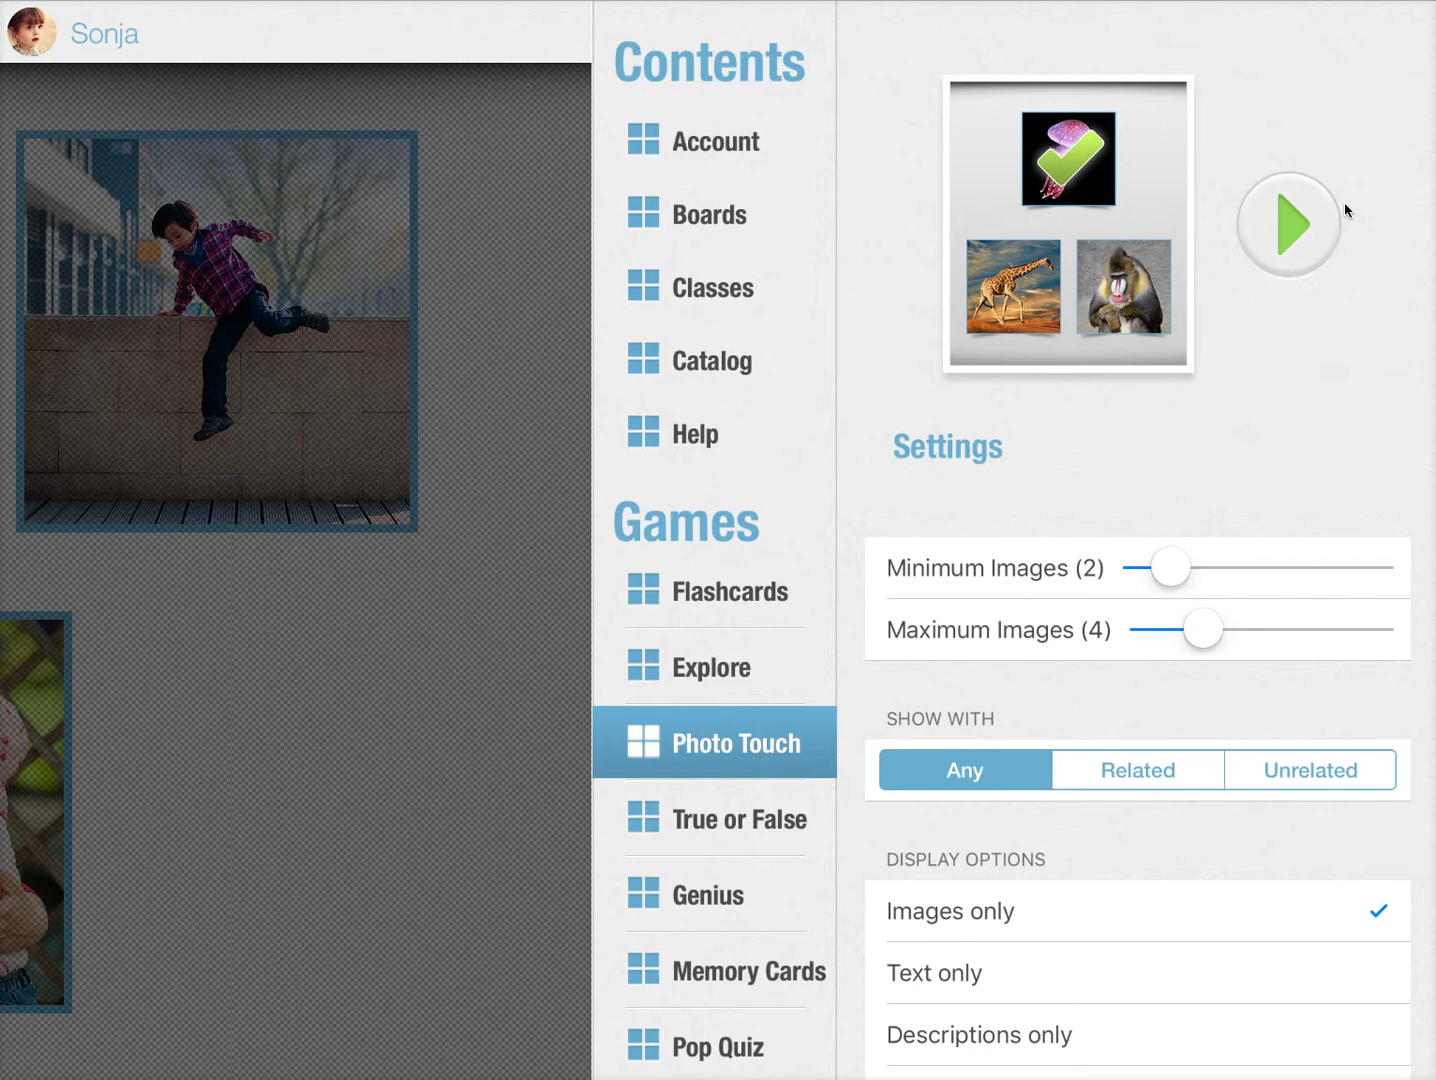 Sonja
Contents
Account
Boards
Classes
Catalog
Help
Games
Flashcards
Explore
Photo Touch
True or False
Genius
Memory Cards
Pop Quiz
Settings
Minimum Images (2)
Maximum Images (4)
SHOW WITH
Any Related Unrelated
DISPLAY OPTIONS
Images only
Text only
Descriptions only